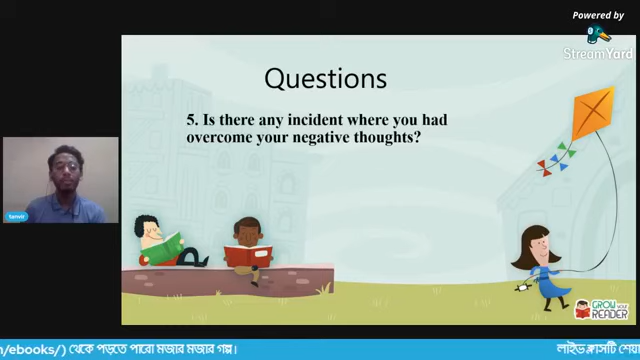 Powered by
StreamYard
Questions
5. Is there any incident where you had
overcome your negative thoughts?
tanvir
GROW YOUR
READER
/ebooks/) থেকে পড়তে পারো মজার মজার গল্প।
লাইভ ক্লাসটি